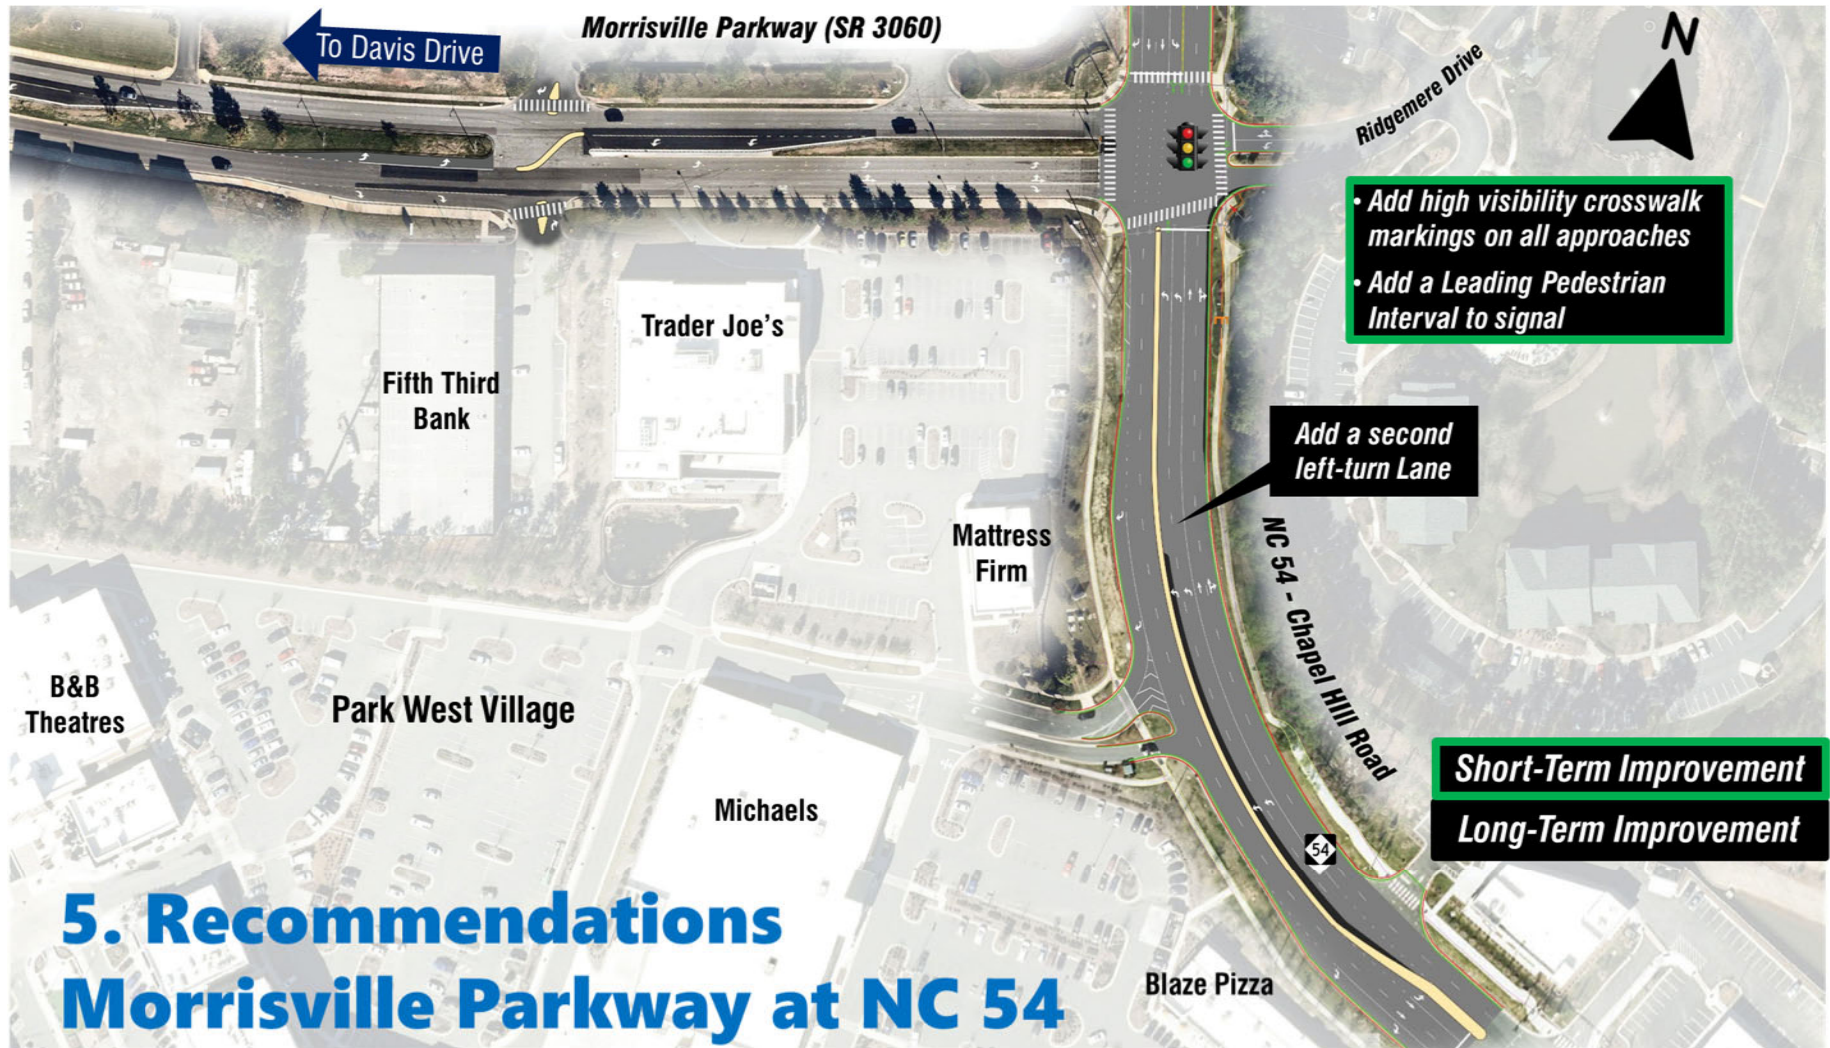 Morrisville Parkway (SR 3060)
To Davis Drive
N
Ridgemere Drive
• Add high visibility crosswalk
markings on all approaches
• Add a Leading Pedestrian
Interval to signal
Trader Joe's
Fifth Third
Bank
Add a second
left-turn Lane
Mattress
Firm
NC 54 - Chapel HIll Road
B&B
Theatres
Park West Village
Michaels
Short-Term Improvement
Long-Term Improvement
54
Blaze Pizza
5. Recommendations
Morrisville Parkway at NC 54